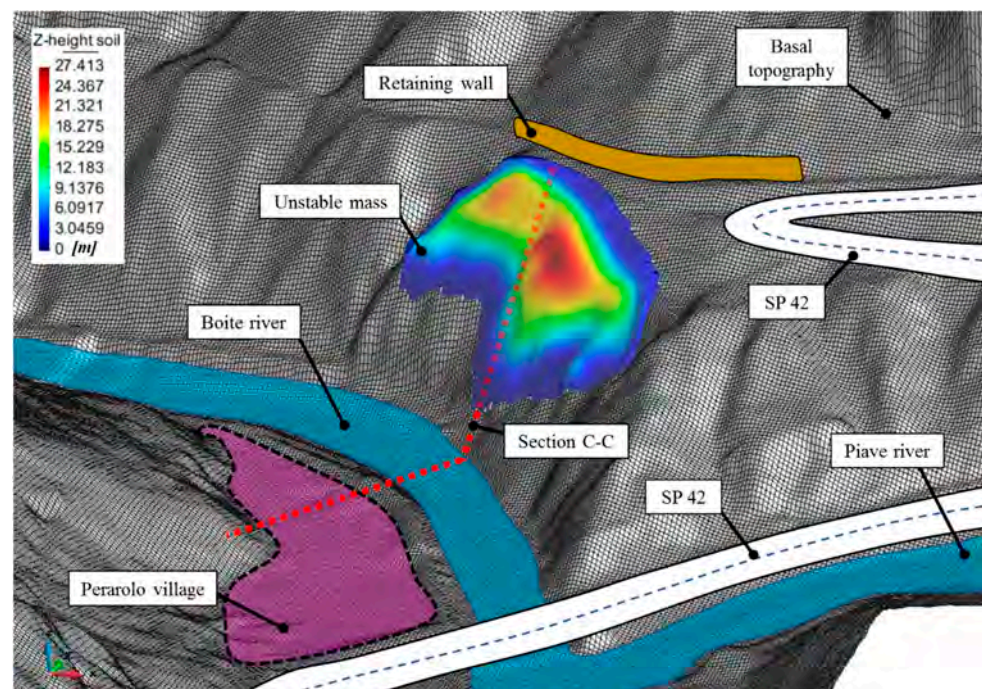 Z-height soil
27.413
24.367
21.321
18.275
15.229
12.183
9.1376
6.0917
3.0459
0 [m]
Retaining wall
Basal
topography
Unstable mass
SP 42
Boite river
Section C-C
Piave river
SP 42
Perarolo village